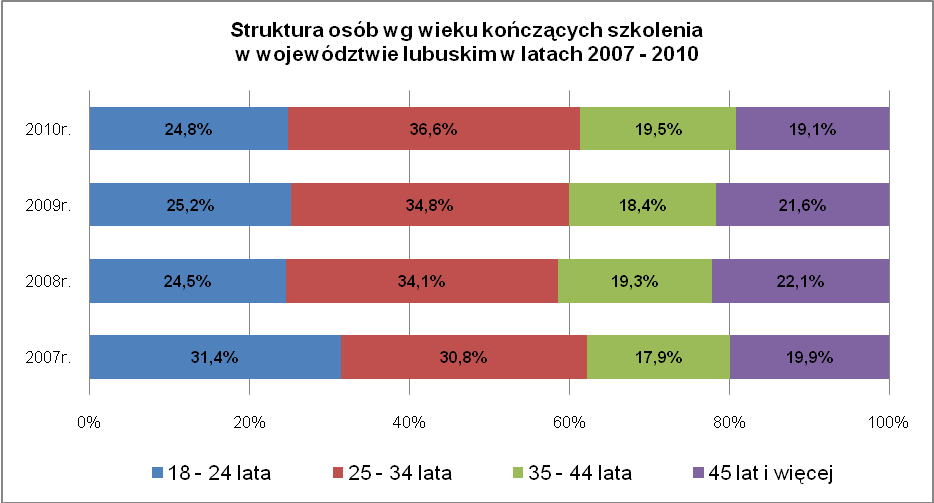 Struktura osób wg wieku kończących szkolenia
w województwie lubuskim w latach 2007 - 2010
2010r. 24,8% 36,6% 19,5% 19,1%
2009r. 25,2% 34,8% 18,4% 21,6%
2008r. 24,5% 34,1% 19,3% 22,1%
2007r. 31,4% 30,8% 17,9% 19,9%
0% 20% 40% 60% 80% 100%
18 - 24 lata 25 - 34 lata 35 - 44 lata 45 lat i więcej